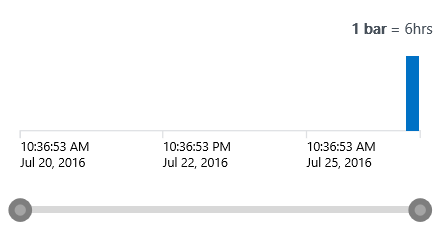 1 bar = 6hrs
10:36:53 AM
Jul 20, 2016
10:36:53 PM
Jul 22, 2016
10:36:53 AM
Jul 25, 2016